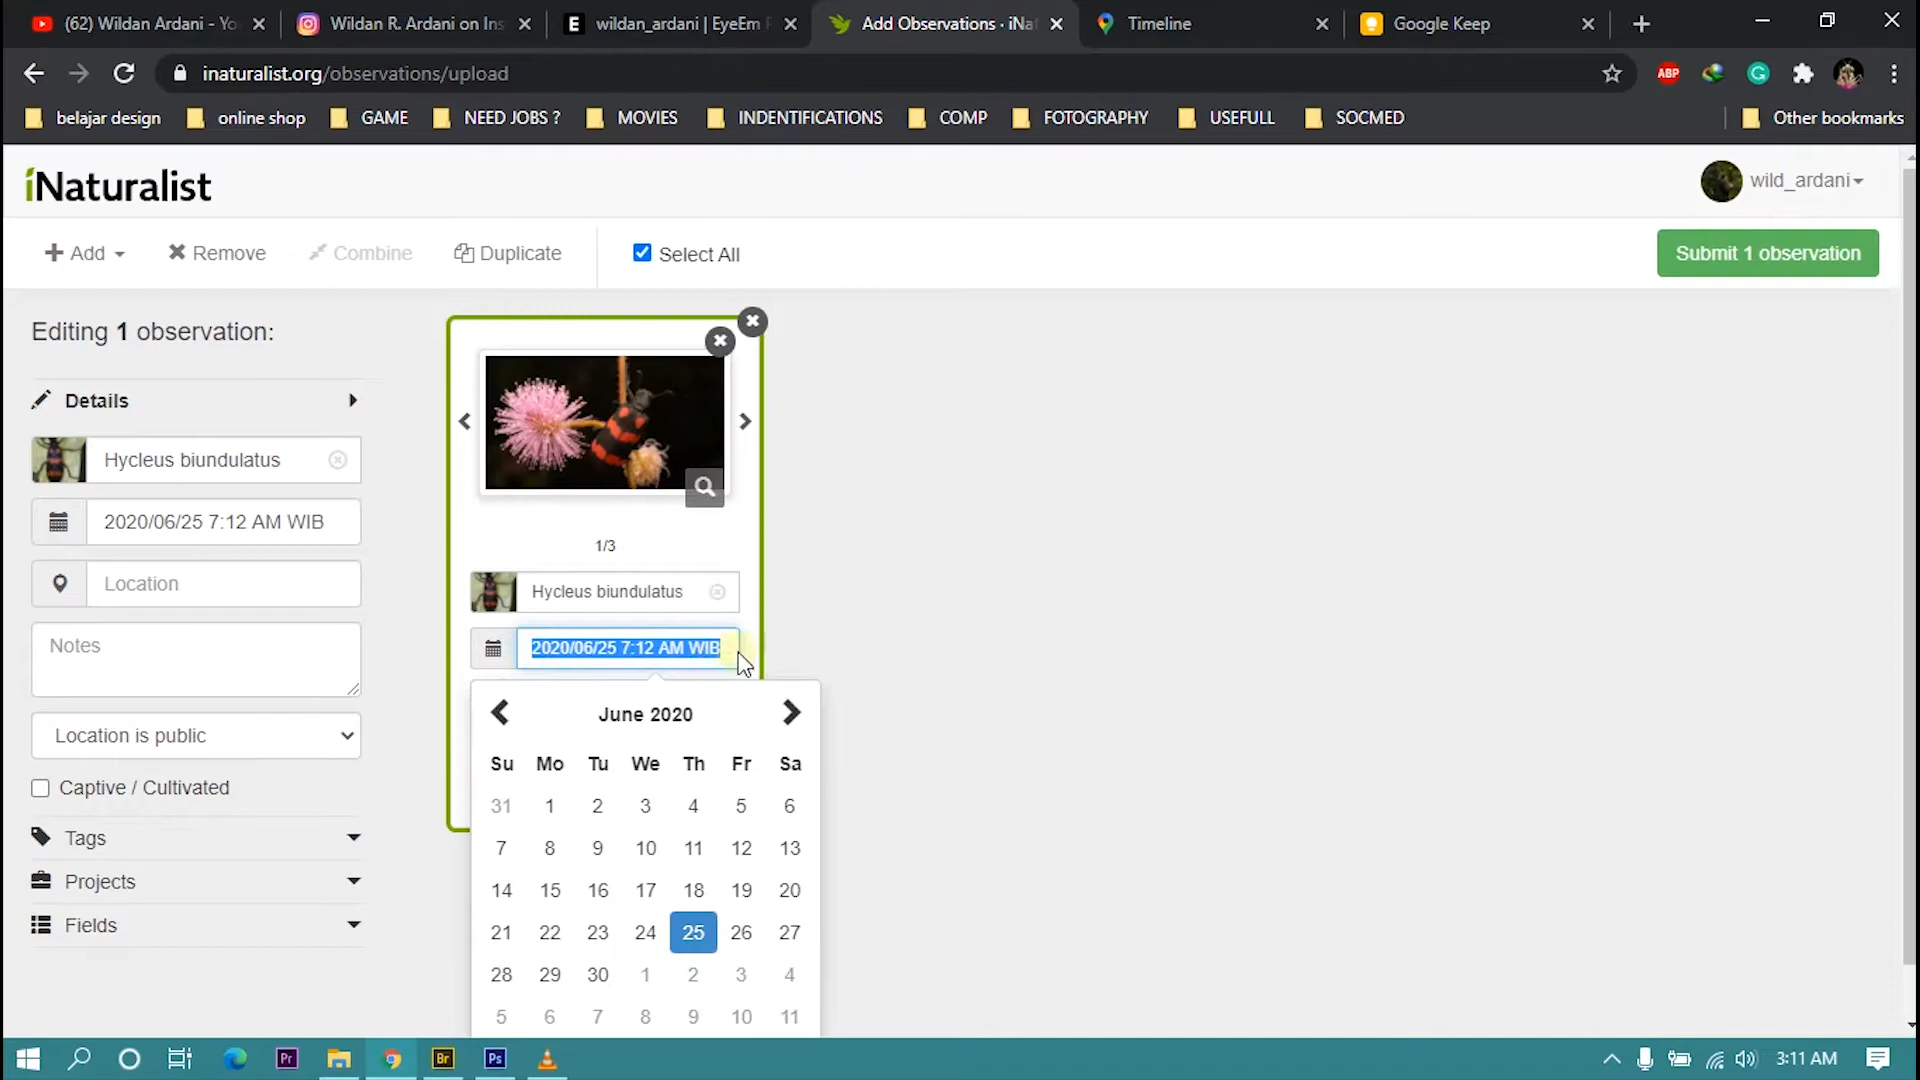 (62) Wildan Ardani - Yo
Wildan R. Ardani on Ins
wildan_ardani | EyeEm P
Add Observations · iNat
Timeline
Google Keep
inaturalist.org/observations/upload
ABP
belajar design
online shop
GAME
NEED JOBS ?
MOVIES
INDENTIFICATIONS
COMP
FOTOGRAPHY
USEFULL
SOCMED
Other bookmarks
iNaturalist
wild_ardani
Add
Remove
Combine
Duplicate
Select All
Submit 1 observation
Editing 1 observation:
Details
Hycleus biundulatus
2020/06/25 7:12 AM WIB
Location
Notes
Location is public
Captive / Cultivated
Tags
Projects
Fields
1/3
Hycleus biundulatus
2020/06/25 7:12 AM WIB
June 2020
Su Mo Tu We Th Fr Sa
31 1 2 3 4 5 6
7 8 9 10 11 12 13
14 15 16 17 18 19 20
21 22 23 24 25 26 27
28 29 30 1 2 3 4
5 6 7 8 9 10 11
Pr
Br
Ps
3:11 AM